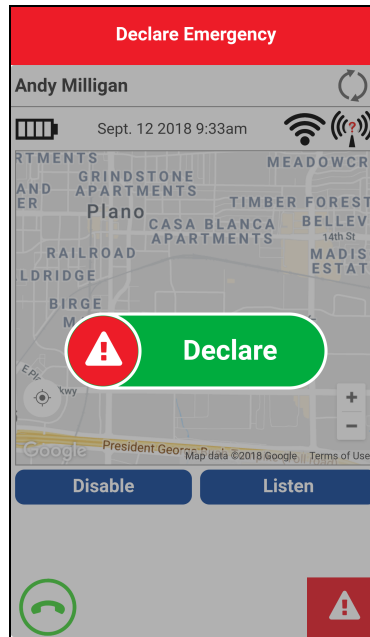 Declare Emergency
Andy Milligan
Sept. 12 2018 9:33am
?
RTMENTS
MEADOWCR
GRINDSTONE
AND APARTMENTS
ER
TIMBER FOREST
Plano
CASA BLANCA
APARTMENTS
BELLEV
14th St
RAILROAD
MADIS
ESTAT
LDRIDGE
BIRGE
M
Declare
kwy
+
−
Google
President George
Map data ©2018 Google
Terms of Use
Disable
Listen